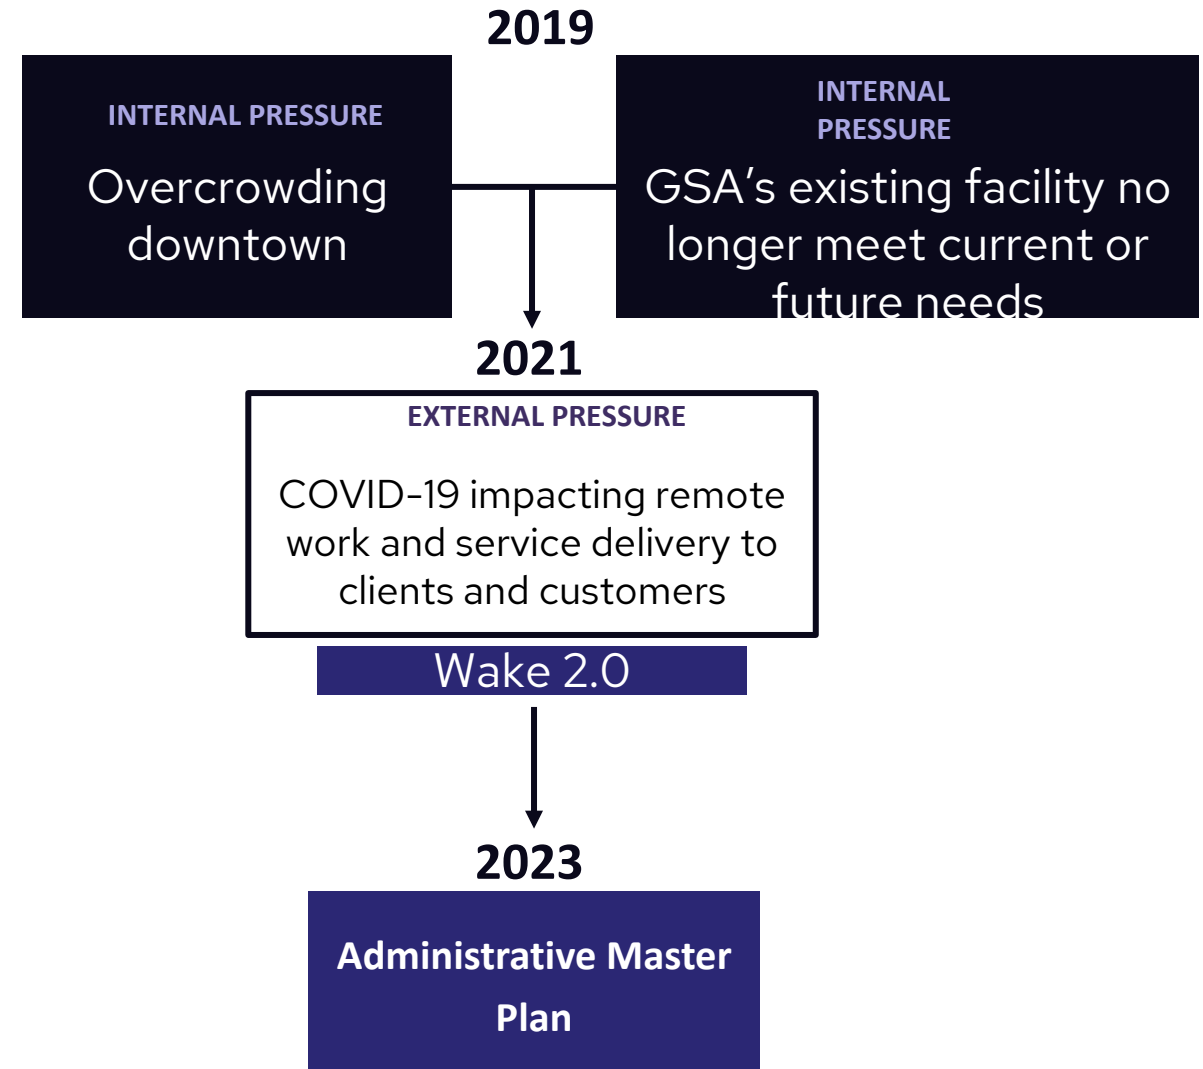 2019
INTERNAL PRESSURE
Overcrowding
downtown
INTERNAL
PRESSURE
GSA’s existing facility no
longer meet current or
future needs
2021
EXTERNAL PRESSURE
COVID-19 impacting remote
work and service delivery to
clients and customers
Wake 2.0
2023
Administrative Master
Plan